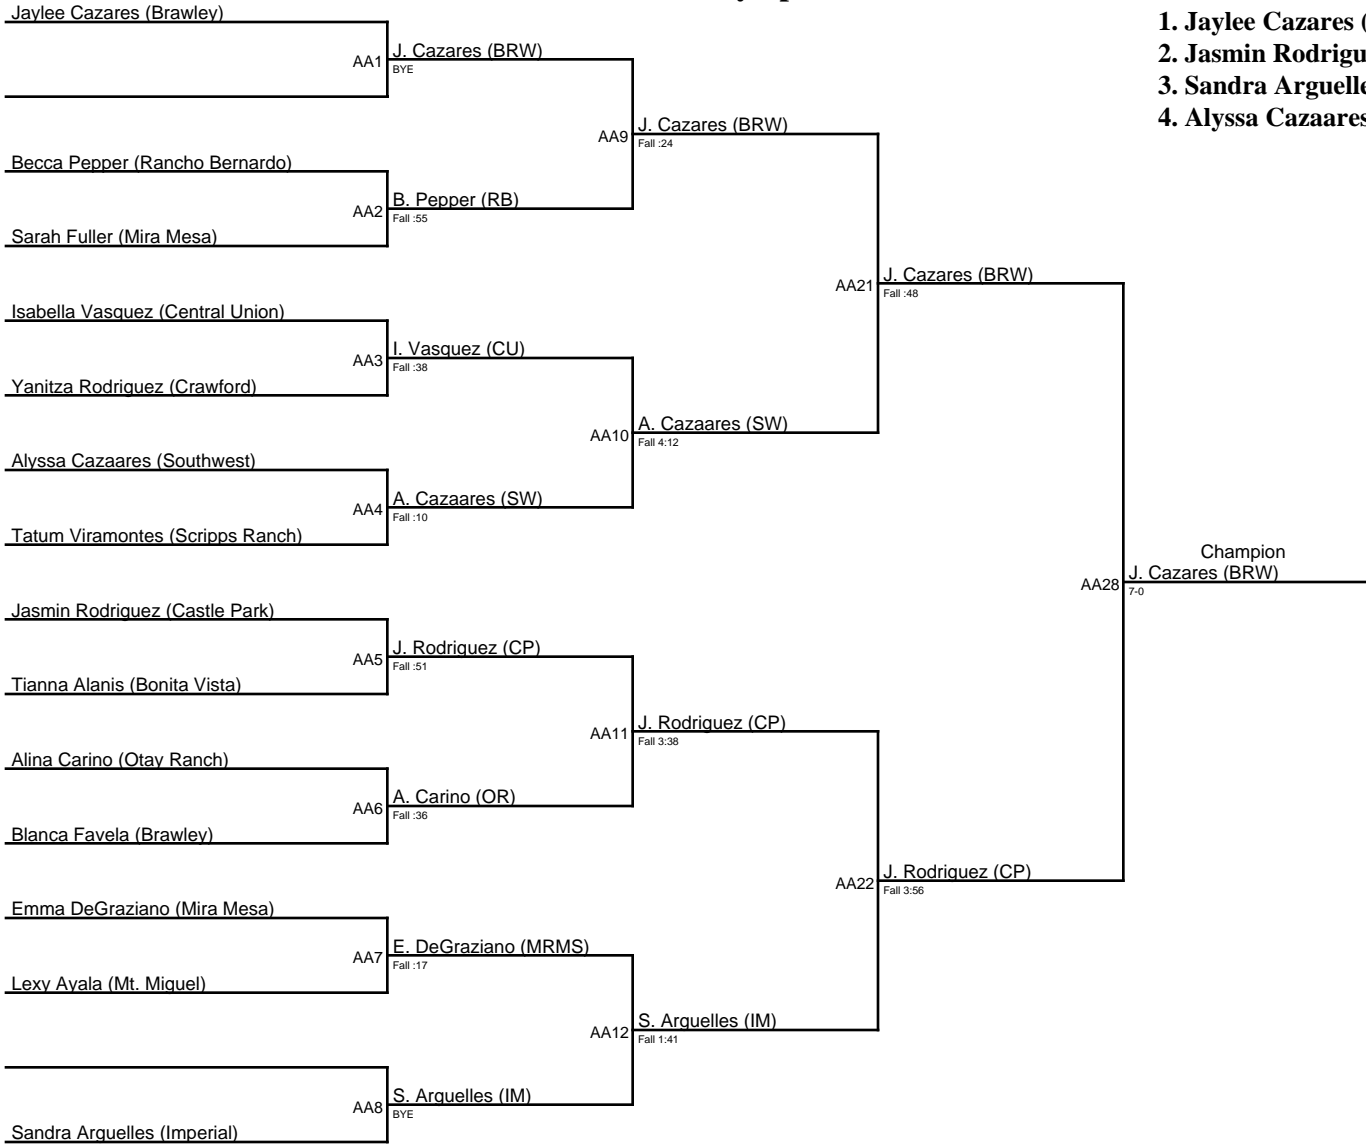 Jaylee Cazares (Brawley)
AA1
J. Cazares (BRW)
BYE
Becca Pepper (Rancho Bernardo)
AA2
B. Pepper (RB)
Fall :55
Sarah Fuller (Mira Mesa)
AA9
J. Cazares (BRW)
Fall :24
Isabella Vasquez (Central Union)
AA3
I. Vasquez (CU)
Fall :38
Yanitza Rodriguez (Crawford)
AA10
A. Cazaares (SW)
Fall 4:12
Alyssa Cazaares (Southwest)
AA4
A. Cazaares (SW)
Fall :10
Tatum Viramontes (Scripps Ranch)
AA21
J. Cazares (BRW)
Fall :48
Jasmin Rodriguez (Castle Park)
AA5
J. Rodriguez (CP)
Fall :51
Tianna Alanis (Bonita Vista)
AA11
J. Rodriguez (CP)
Fall 3:38
Alina Carino (Otay Ranch)
AA6
A. Carino (OR)
Fall :36
Blanca Favela (Brawley)
AA22
J. Rodriguez (CP)
Fall 3:56
Emma DeGraziano (Mira Mesa)
AA7
E. DeGraziano (MRMS)
Fall :17
Lexy Ayala (Mt. Miguel)
AA12
S. Arguelles (IM)
Fall 1:41
AA8
S. Arguelles (IM)
BYE
Sandra Arguelles (Imperial)
AA28
Champion
J. Cazares (BRW)
7-0
1. Jaylee Cazares (
2. Jasmin Rodrigu
3. Sandra Arguelle
4. Alyssa Cazaares